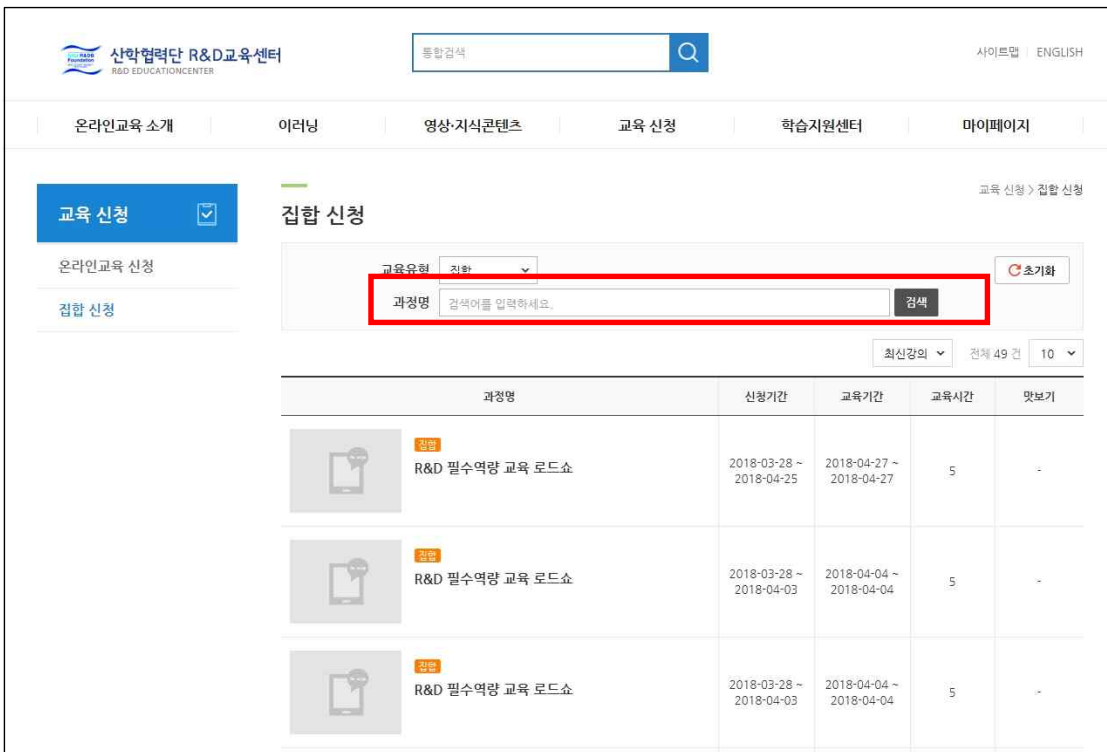 산학협력단 R&D교육센터
R&D EDUCATIONCENTER
통합검색
사이트맵 ENGLISH
온라인교육 소개 이러닝 영상·지식콘텐츠 교육 신청 학습지원센터 마이페이지
교육 신청
온라인교육 신청
집합 신청
교육 신청 > 집합 신청
집합 신청
교육유형 집합
초기화
과정명 검색어를 입력하세요. 검색
최신강의 전체 49 건 10
과정명 신청기간 교육기간 교육시간 맛보기
집합
R&D 필수역량 교육 로드쇼
2018-03-28 ~ 2018-04-27 ~
2018-04-25 2018-04-27
5 -
집합
R&D 필수역량 교육 로드쇼
2018-03-28 ~ 2018-04-04 ~
2018-04-03 2018-04-04
5 -
집합
R&D 필수역량 교육 로드쇼
2018-03-28 ~ 2018-04-04 ~
2018-04-03 2018-04-04
5 -